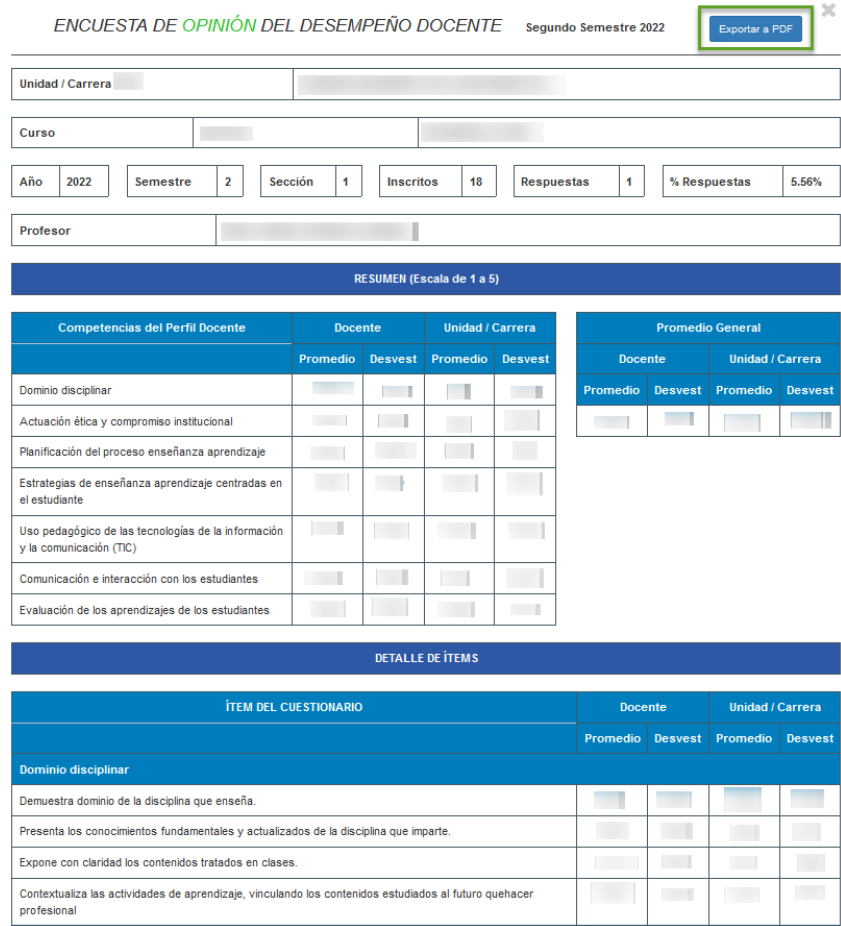 ENCUESTA DE OPINIÓN DEL DESEMPEÑO DOCENTE Segundo Semestre 2022 Exportar a PDF
Unidad / Carrera
Curso
Año 2022 Semestre 2 Sección 1 Inscritos 18 Respuestas 1 % Respuestas 5.56%
Profesor
RESUMEN (Escala de 1 a 5)
Competencias del Perfil Docente Docente Unidad / Carrera
Promedio Desvest Promedio Desvest
Dominio disciplinar
Actuación ética y compromiso institucional
Planificación del proceso enseñanza aprendizaje
Estrategias de enseñanza aprendizaje centradas en
el estudiante
Uso pedagógico de las tecnologías de la información
y la comunicación (TIC)
Comunicación e interacción con los estudiantes
Evaluación de los aprendizajes de los estudiantes
Promedio General
Docente Unidad / Carrera
Promedio Desvest Promedio Desvest
DETALLE DE ÍTEMS
ÍTEM DEL CUESTIONARIO Docente Unidad / Carrera
Promedio Desvest Promedio Desvest
Dominio disciplinar
Demuestra dominio de la disciplina que enseña.
Presenta los conocimientos fundamentales y actualizados de la disciplina que imparte.
Expone con claridad los contenidos tratados en clases.
Contextualiza las actividades de aprendizaje, vinculando los contenidos estudiados al futuro quehacer
profesional